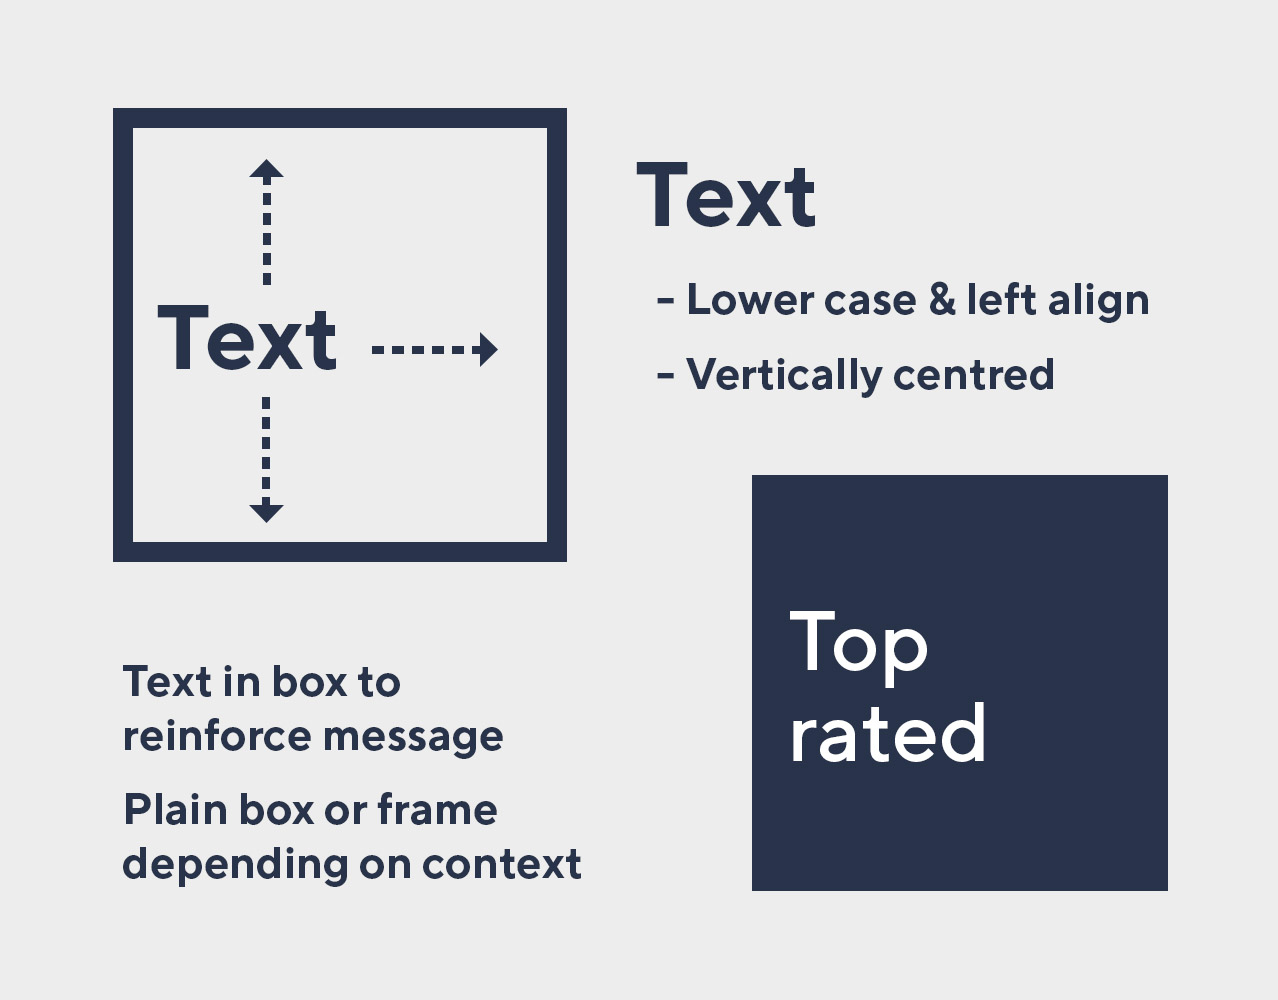 Text
Text
- Lower case & left align
- Vertically centred
Text in box to
reinforce message
Plain box or frame
depending on context
Top
rated